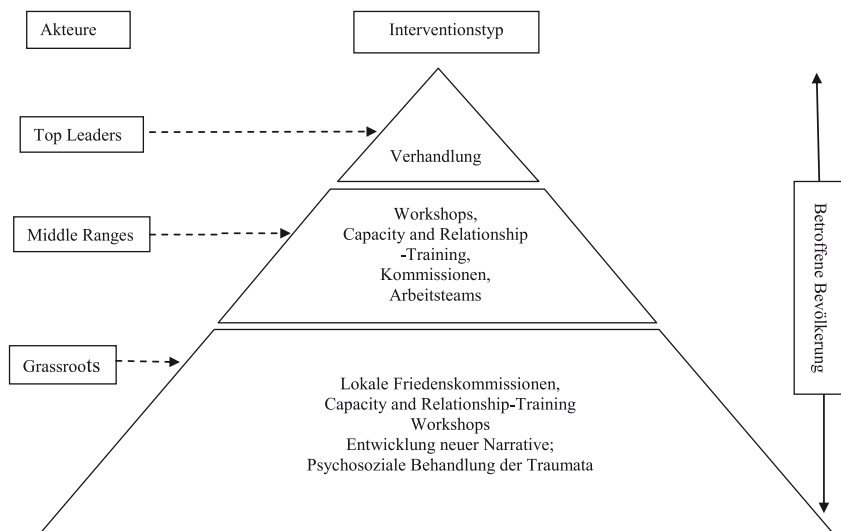 Akteure
Interventionstyp
Top Leaders
Verhandlung
Middle Ranges
Workshops,
Capacity and Relationship
-Training,
Kommissionen,
Arbeitsteams
Grassroots
Lokale Friedenskommissionen,
Capacity and Relationship-Training
Workshops
Entwicklung neuer Narrative;
Psychosoziale Behandlung der Traumata
Betroffene Bevölkerung